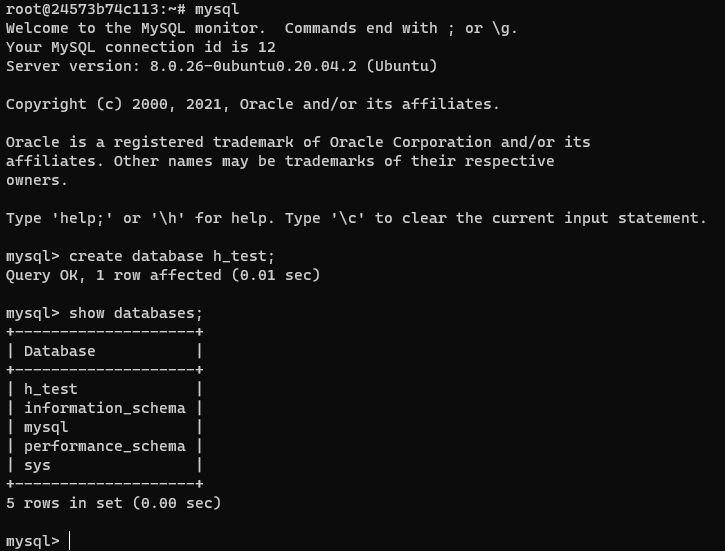 root@24573b74c113:~# mysql
Welcome to the MySQL monitor.  Commands end with ; or \g.
Your MySQL connection id is 12
Server version: 8.0.26-0ubuntu0.20.04.2 (Ubuntu)

Copyright (c) 2000, 2021, Oracle and/or its affiliates.

Oracle is a registered trademark of Oracle Corporation and/or its
affiliates. Other names may be trademarks of their respective
owners.

Type 'help;' or '\h' for help. Type '\c' to clear the current input statement.

mysql> create database h_test;
Query OK, 1 row affected (0.01 sec)

mysql> show databases;
+--------------------+
| Database           |
+--------------------+
| h_test             |
| information_schema |
| mysql              |
| performance_schema |
| sys                |
+--------------------+
5 rows in set (0.00 sec)

mysql>